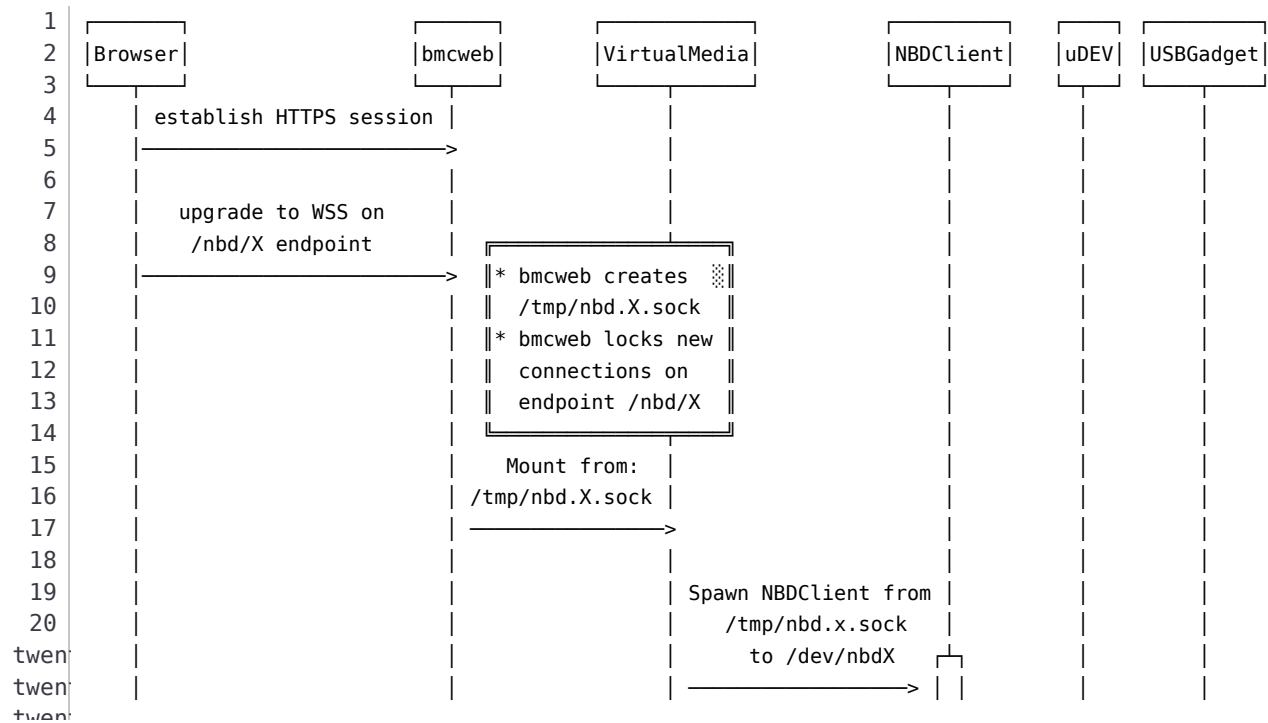 1
2 Browser bmcweb VirtualMedia NBDClient uDEV USBGadget
3
4 establish HTTPS session
5 >
6
7 upgrade to WSS on
8 /nbd/X endpoint
9 > * bmcweb creates
10 /tmp/nbd.X.sock
11 * bmcweb locks new
12 connections on
13 endpoint /nbd/X
14
15 Mount from:
16 /tmp/nbd.X.sock
17 >
18
19 Spawn NBDClient from
20 /tmp/nbd.x.sock
twen to /dev/nbdX
twen >
twen